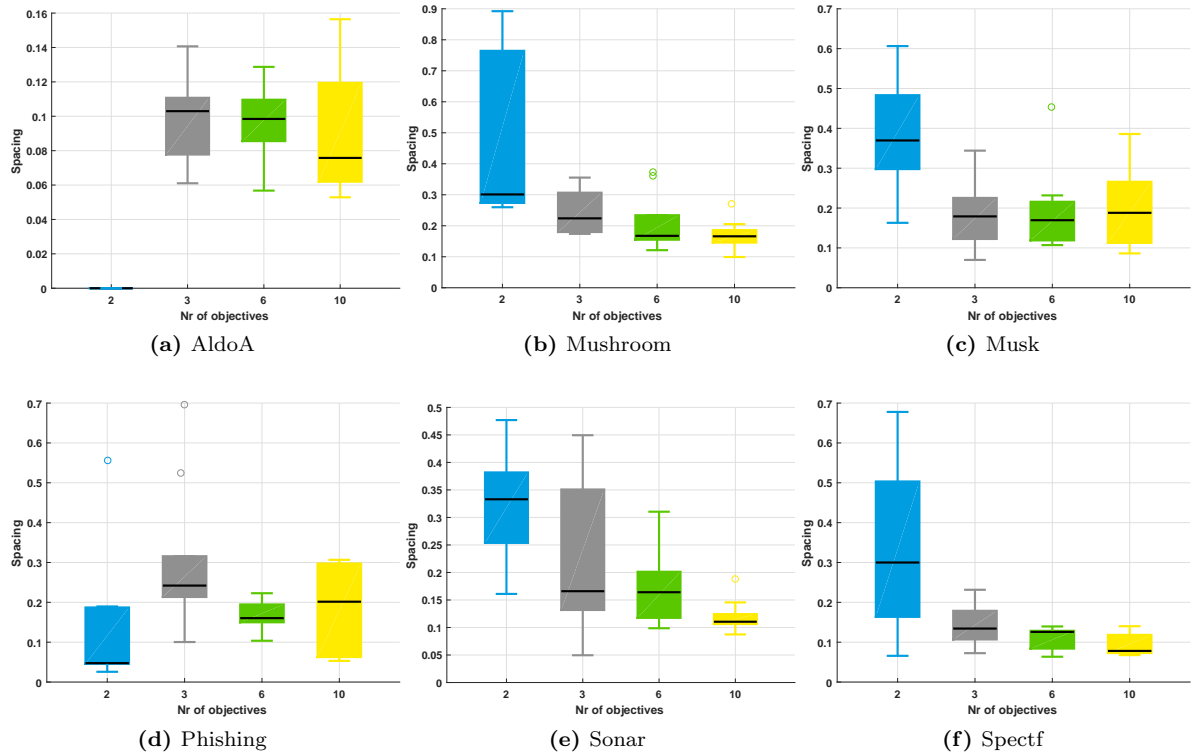 0.16
0.14
0.12
0.1
0.08
0.06
0.04
0.02
0
Spacing
2 3 6 10
Nr of objectives
(a) AldoA
0.9
0.8
0.7
0.6
0.5
0.4
0.3
0.2
0.1
0
Spacing
2 3 6 10
Nr of objectives
(b) Mushroom
0.7
0.6
0.5
0.4
0.3
0.2
0.1
0
Spacing
2 3 6 10
Nr of objectives
(c) Musk
0.7
0.6
0.5
0.4
0.3
0.2
0.1
0
Spacing
2 3 6 10
Nr of objectives
(d) Phishing
0.5
0.45
0.4
0.35
0.3
0.25
0.2
0.15
0.1
0.05
0
Spacing
2 3 6 10
Nr of objectives
(e) Sonar
0.7
0.6
0.5
0.4
0.3
0.2
0.1
0
Spacing
2 3 6 10
Nr of objectives
(f) Spectf